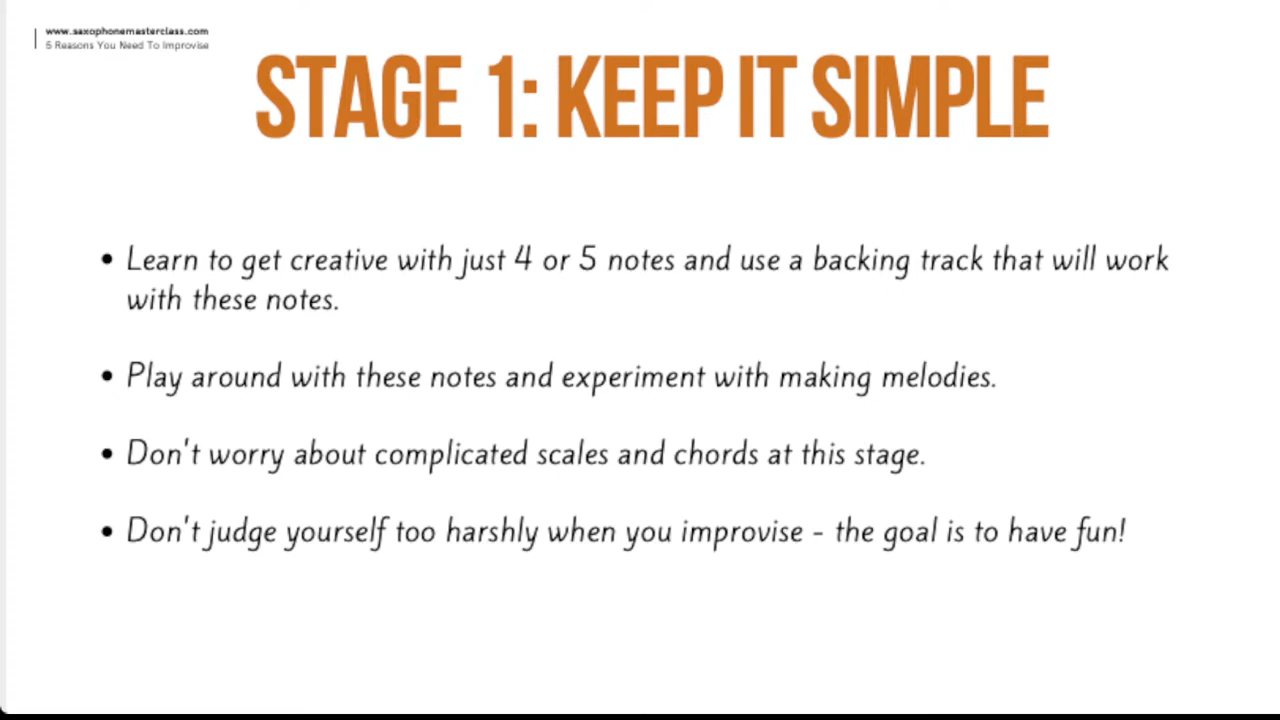 www.saxophonemasterclass.com
5 Reasons You Need To Improvise
STAGE 1: KEEP IT SIMPLE
• Learn to get creative with just 4 or 5 notes and use a backing track that will work
with these notes.
• Play around with these notes and experiment with making melodies.
• Don't worry about complicated scales and chords at this stage.
• Don't judge yourself too harshly when you improvise - the goal is to have fun!